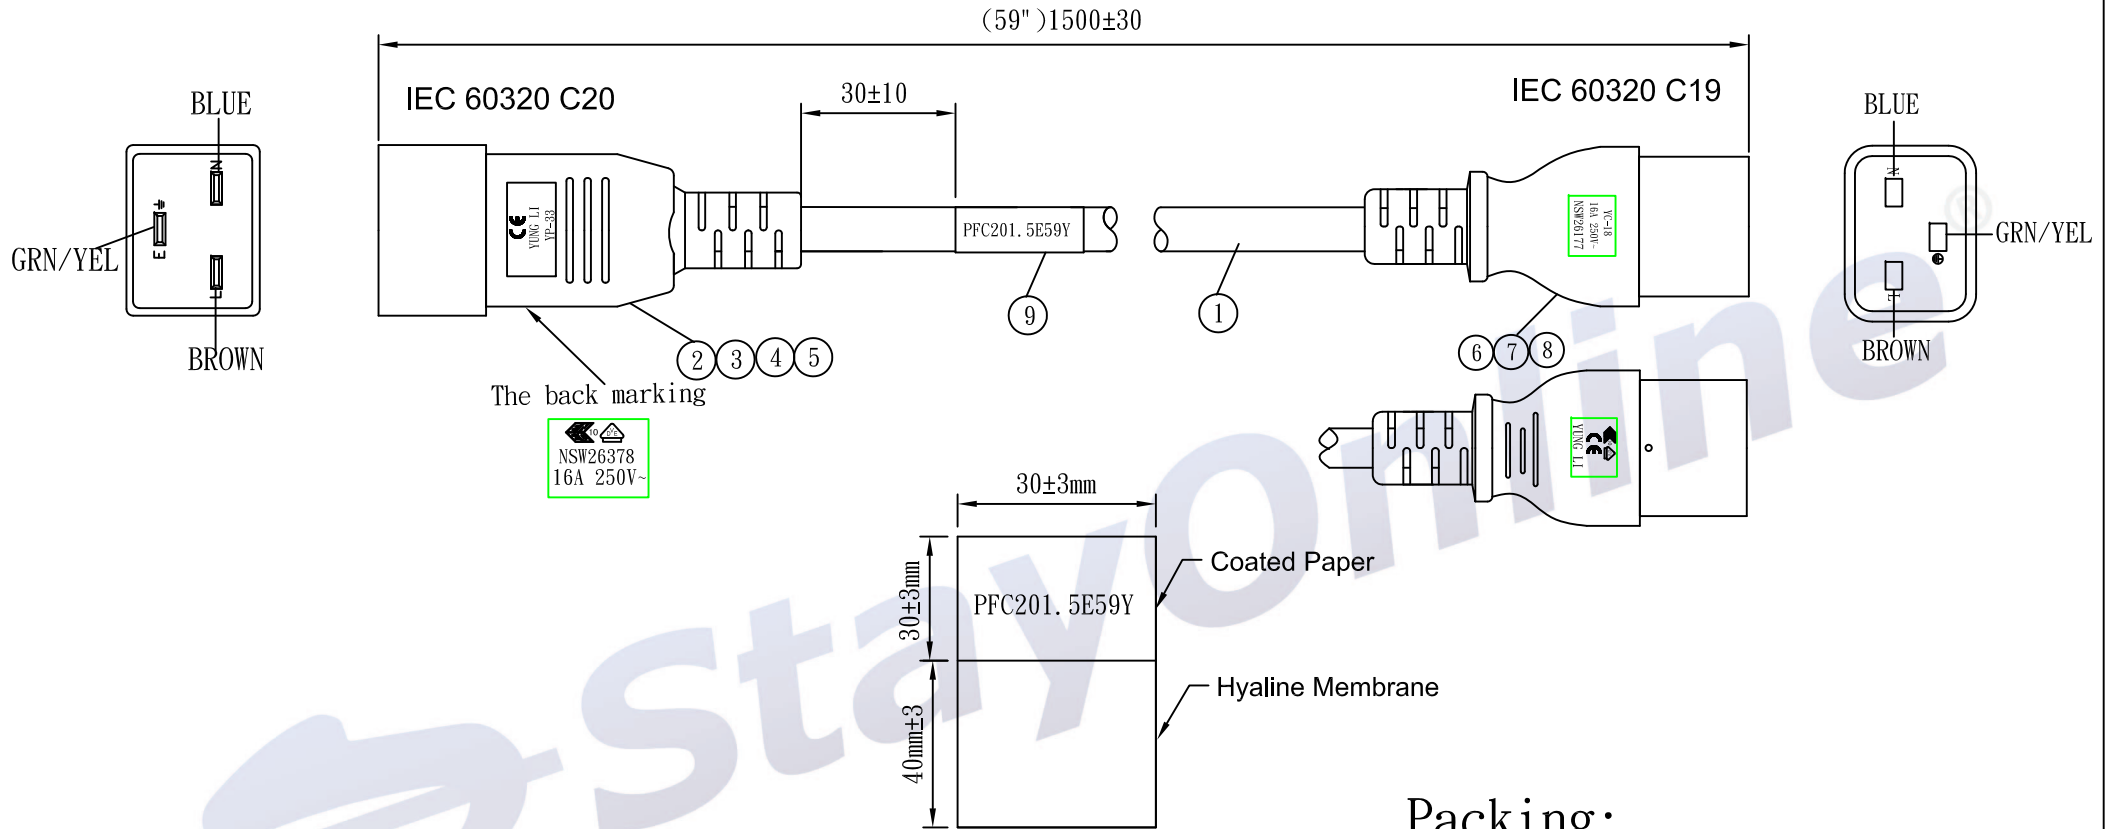 (59")1500±30
IEC 60320 C20
30±10
IEC 60320 C19
BLUE
N
E
L
GRN/YEL
BROWN
CE
YUNG LI
YP-33
PFC201.5E59Y
9
1
2
3
4
5
YC-18
16A 250V~
NSW26177
6
7
8
BLUE
N
L
GRN/YEL
BROWN
®
The back marking
10
NSW26378
16A 250V~
CE
YUNG LI
30±3mm
30±3mm
PFC201.5E59Y
Coated Paper
40mm±3
Hyaline Membrane
StayOnline
Packing: